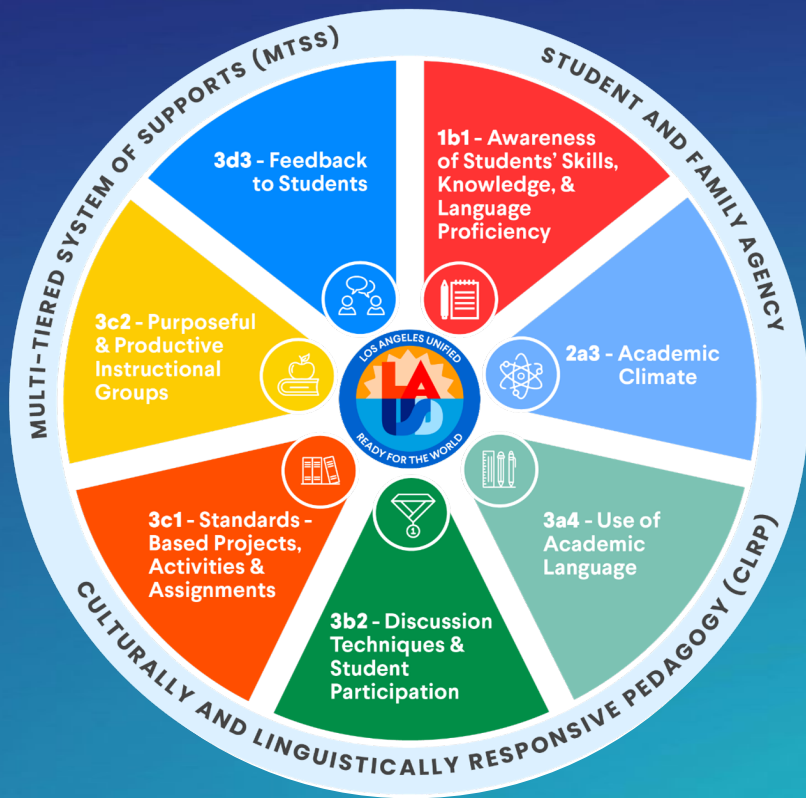 MULTI-TIERED SYSTEM OF SUPPORTS (MTSS)
STUDENT AND FAMILY AGENCY
CULTURALLY AND LINGUISTICALLY RESPONSIVE PEDAGOGY (CLRP)
1b1 - Awareness
of Students' Skills,
Knowledge, &
Language
Proficiency
2a3 - Academic
Climate
3a4 - Use of
Academic
Language
3b2 - Discussion
Techniques &
Student
Participation
3c1 - Standards -
Based Projects,
Activities &
Assignments
3c2 - Purposeful
& Productive
Instructional
Groups
3d3 - Feedback
to Students
LOS ANGELES UNIFIED
LA
USD
READY FOR THE WORLD
1